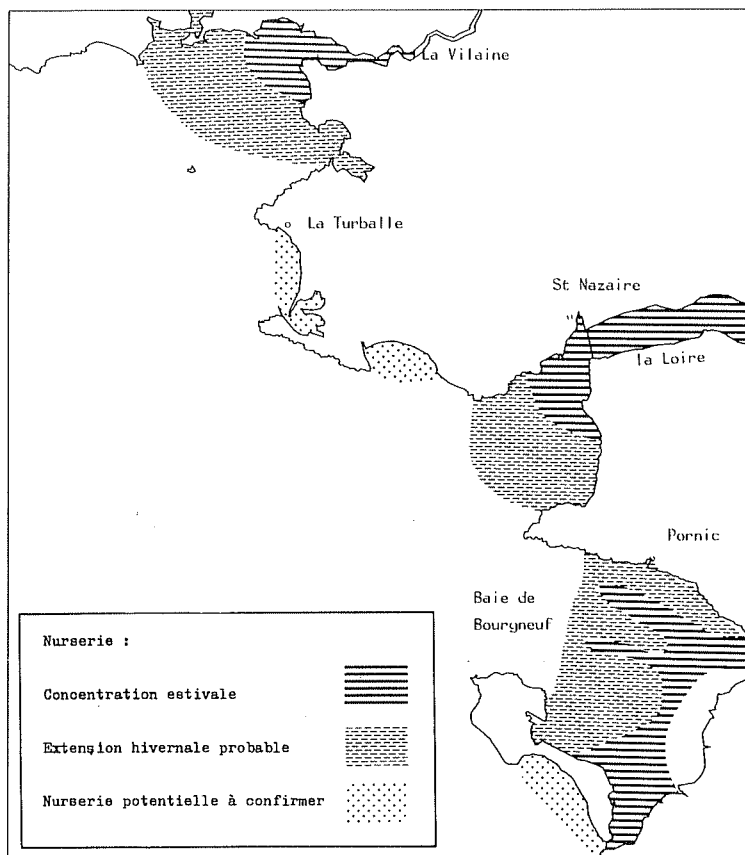 La Vilaine
La Turballe
St Nazaire
la Loire
Pornic
Baie de
Bourgneuf
Nurserie :
Concentration estivale
Extension hivernale probable
Nurserie potentielle à confirmer